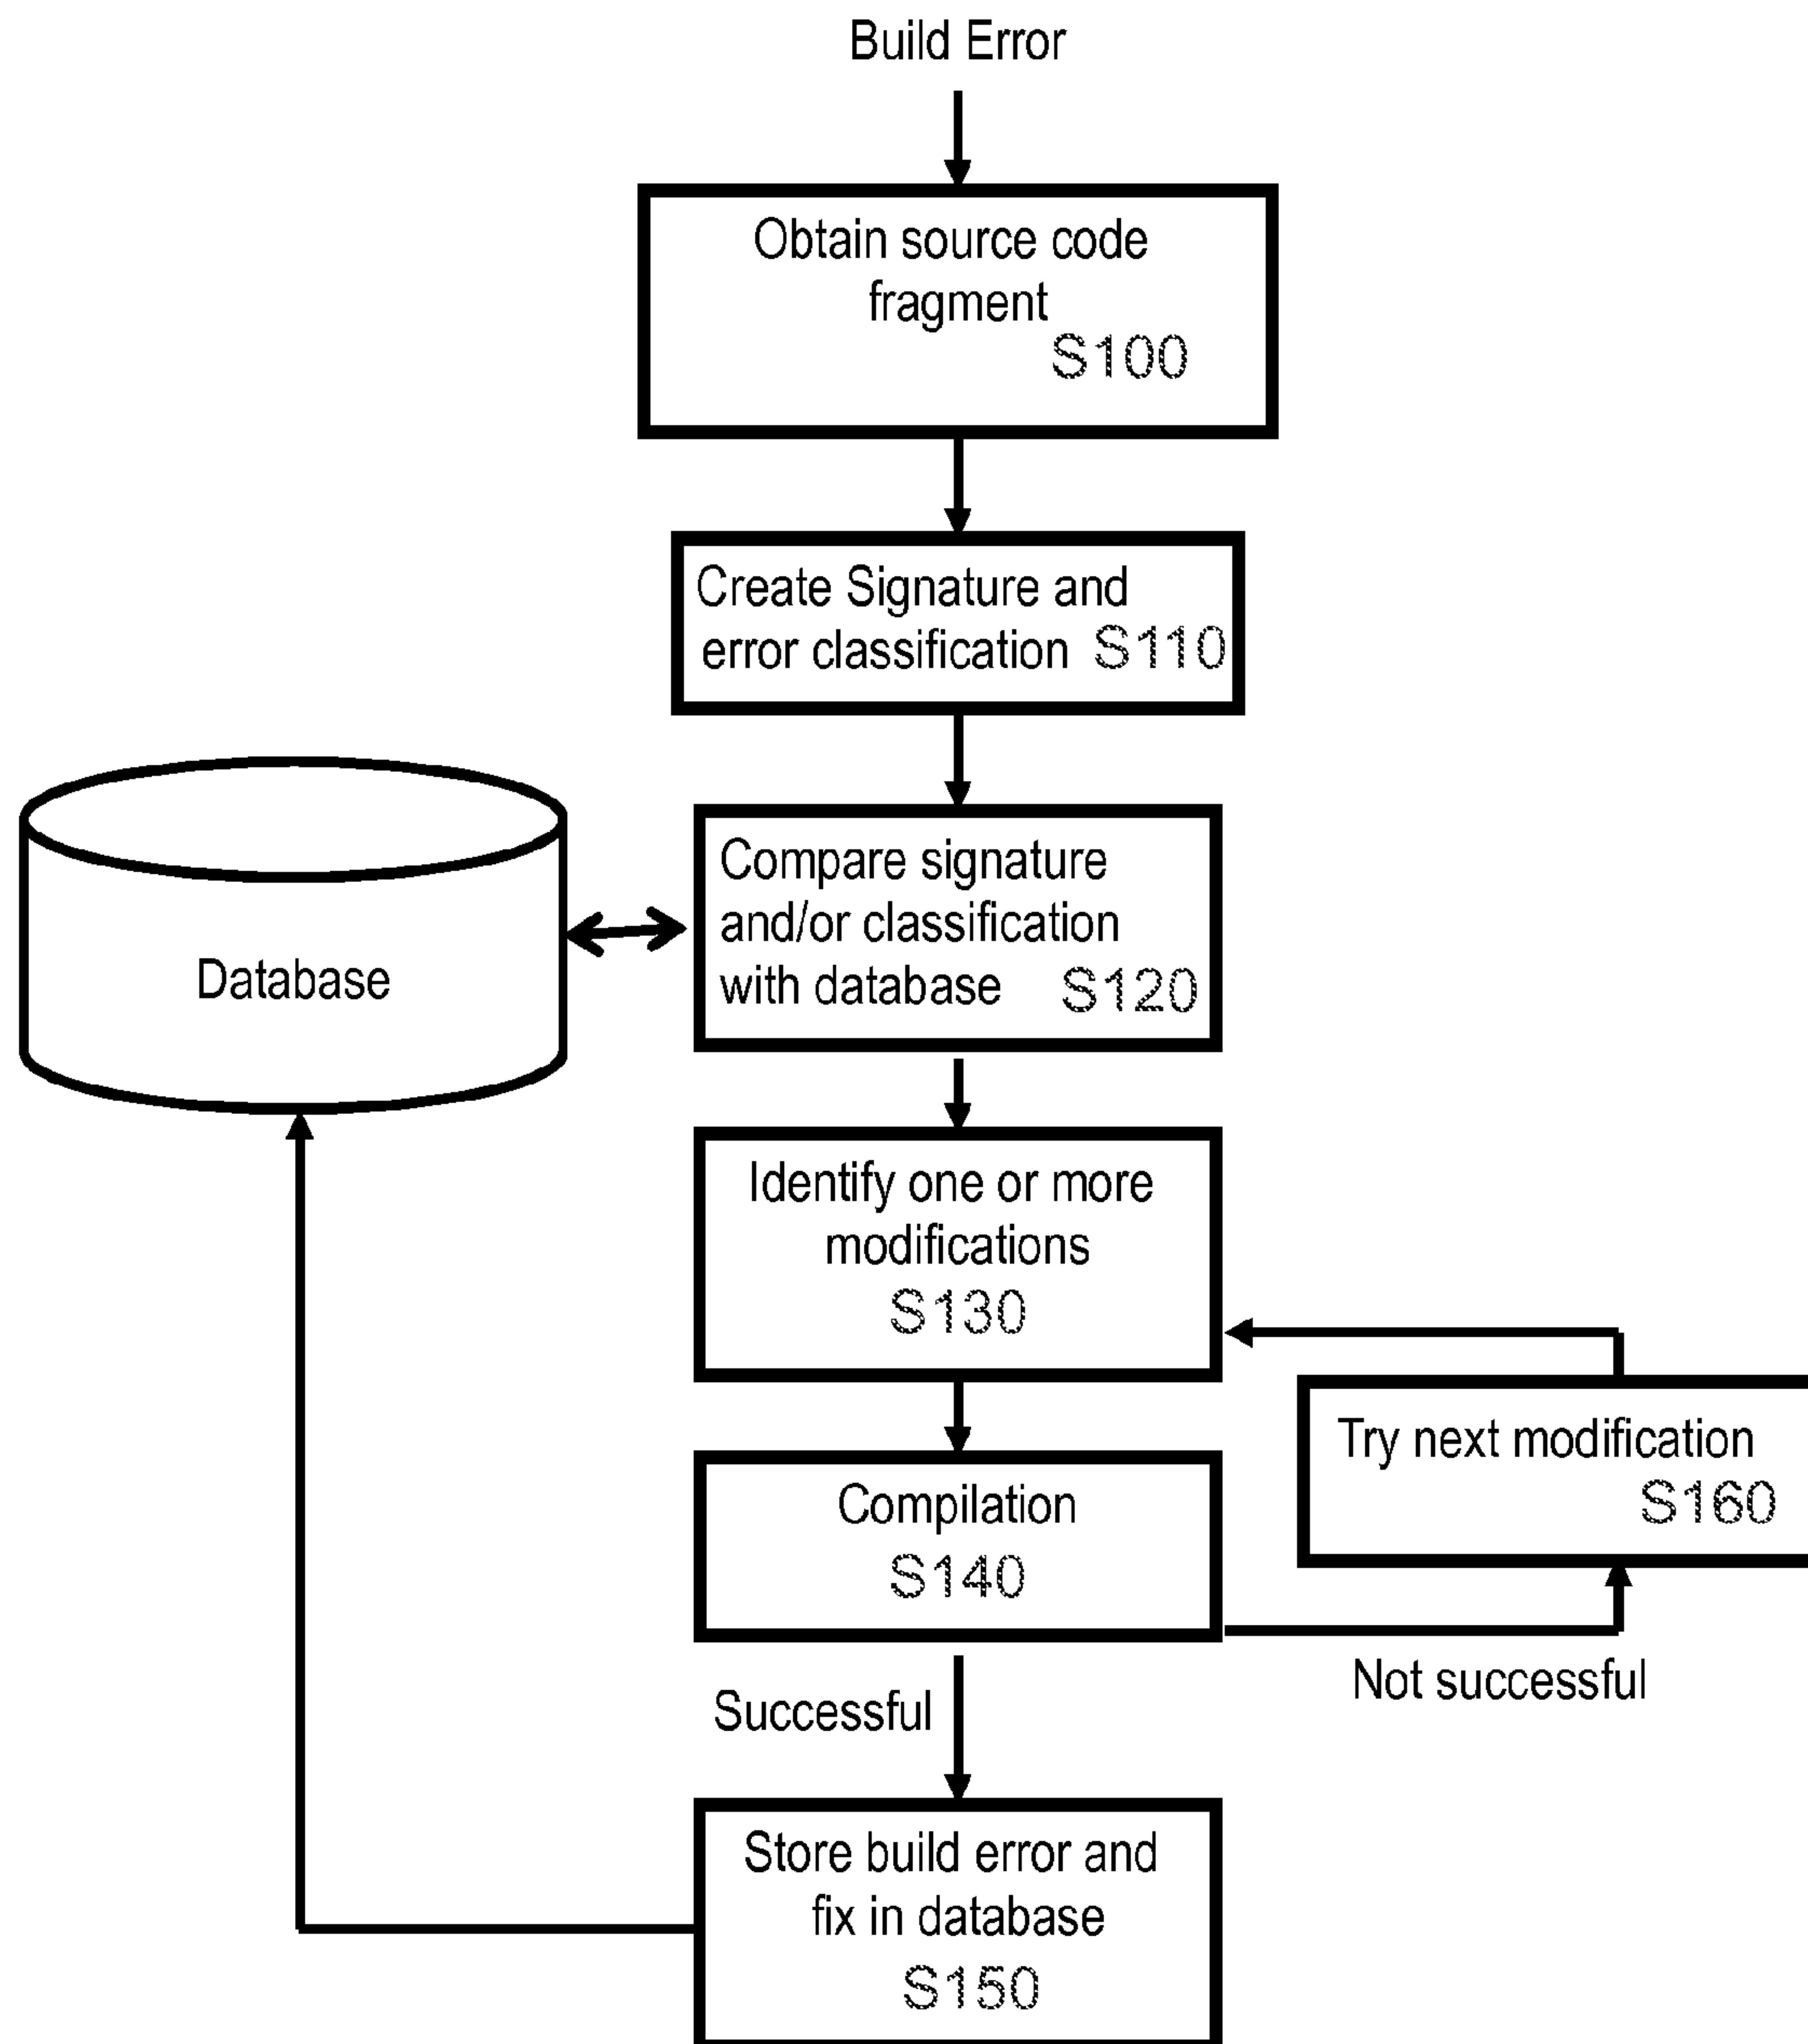 Build Error
Obtain source code
fragment
S100
Create Signature and
error classification S110
Compare signature
and/or classification
with database S120
Database
Identify one or more
modifications
S130
Try next modification
S160
Compilation
S140
Not successful
Successful
Store build error and
fix in database
S150